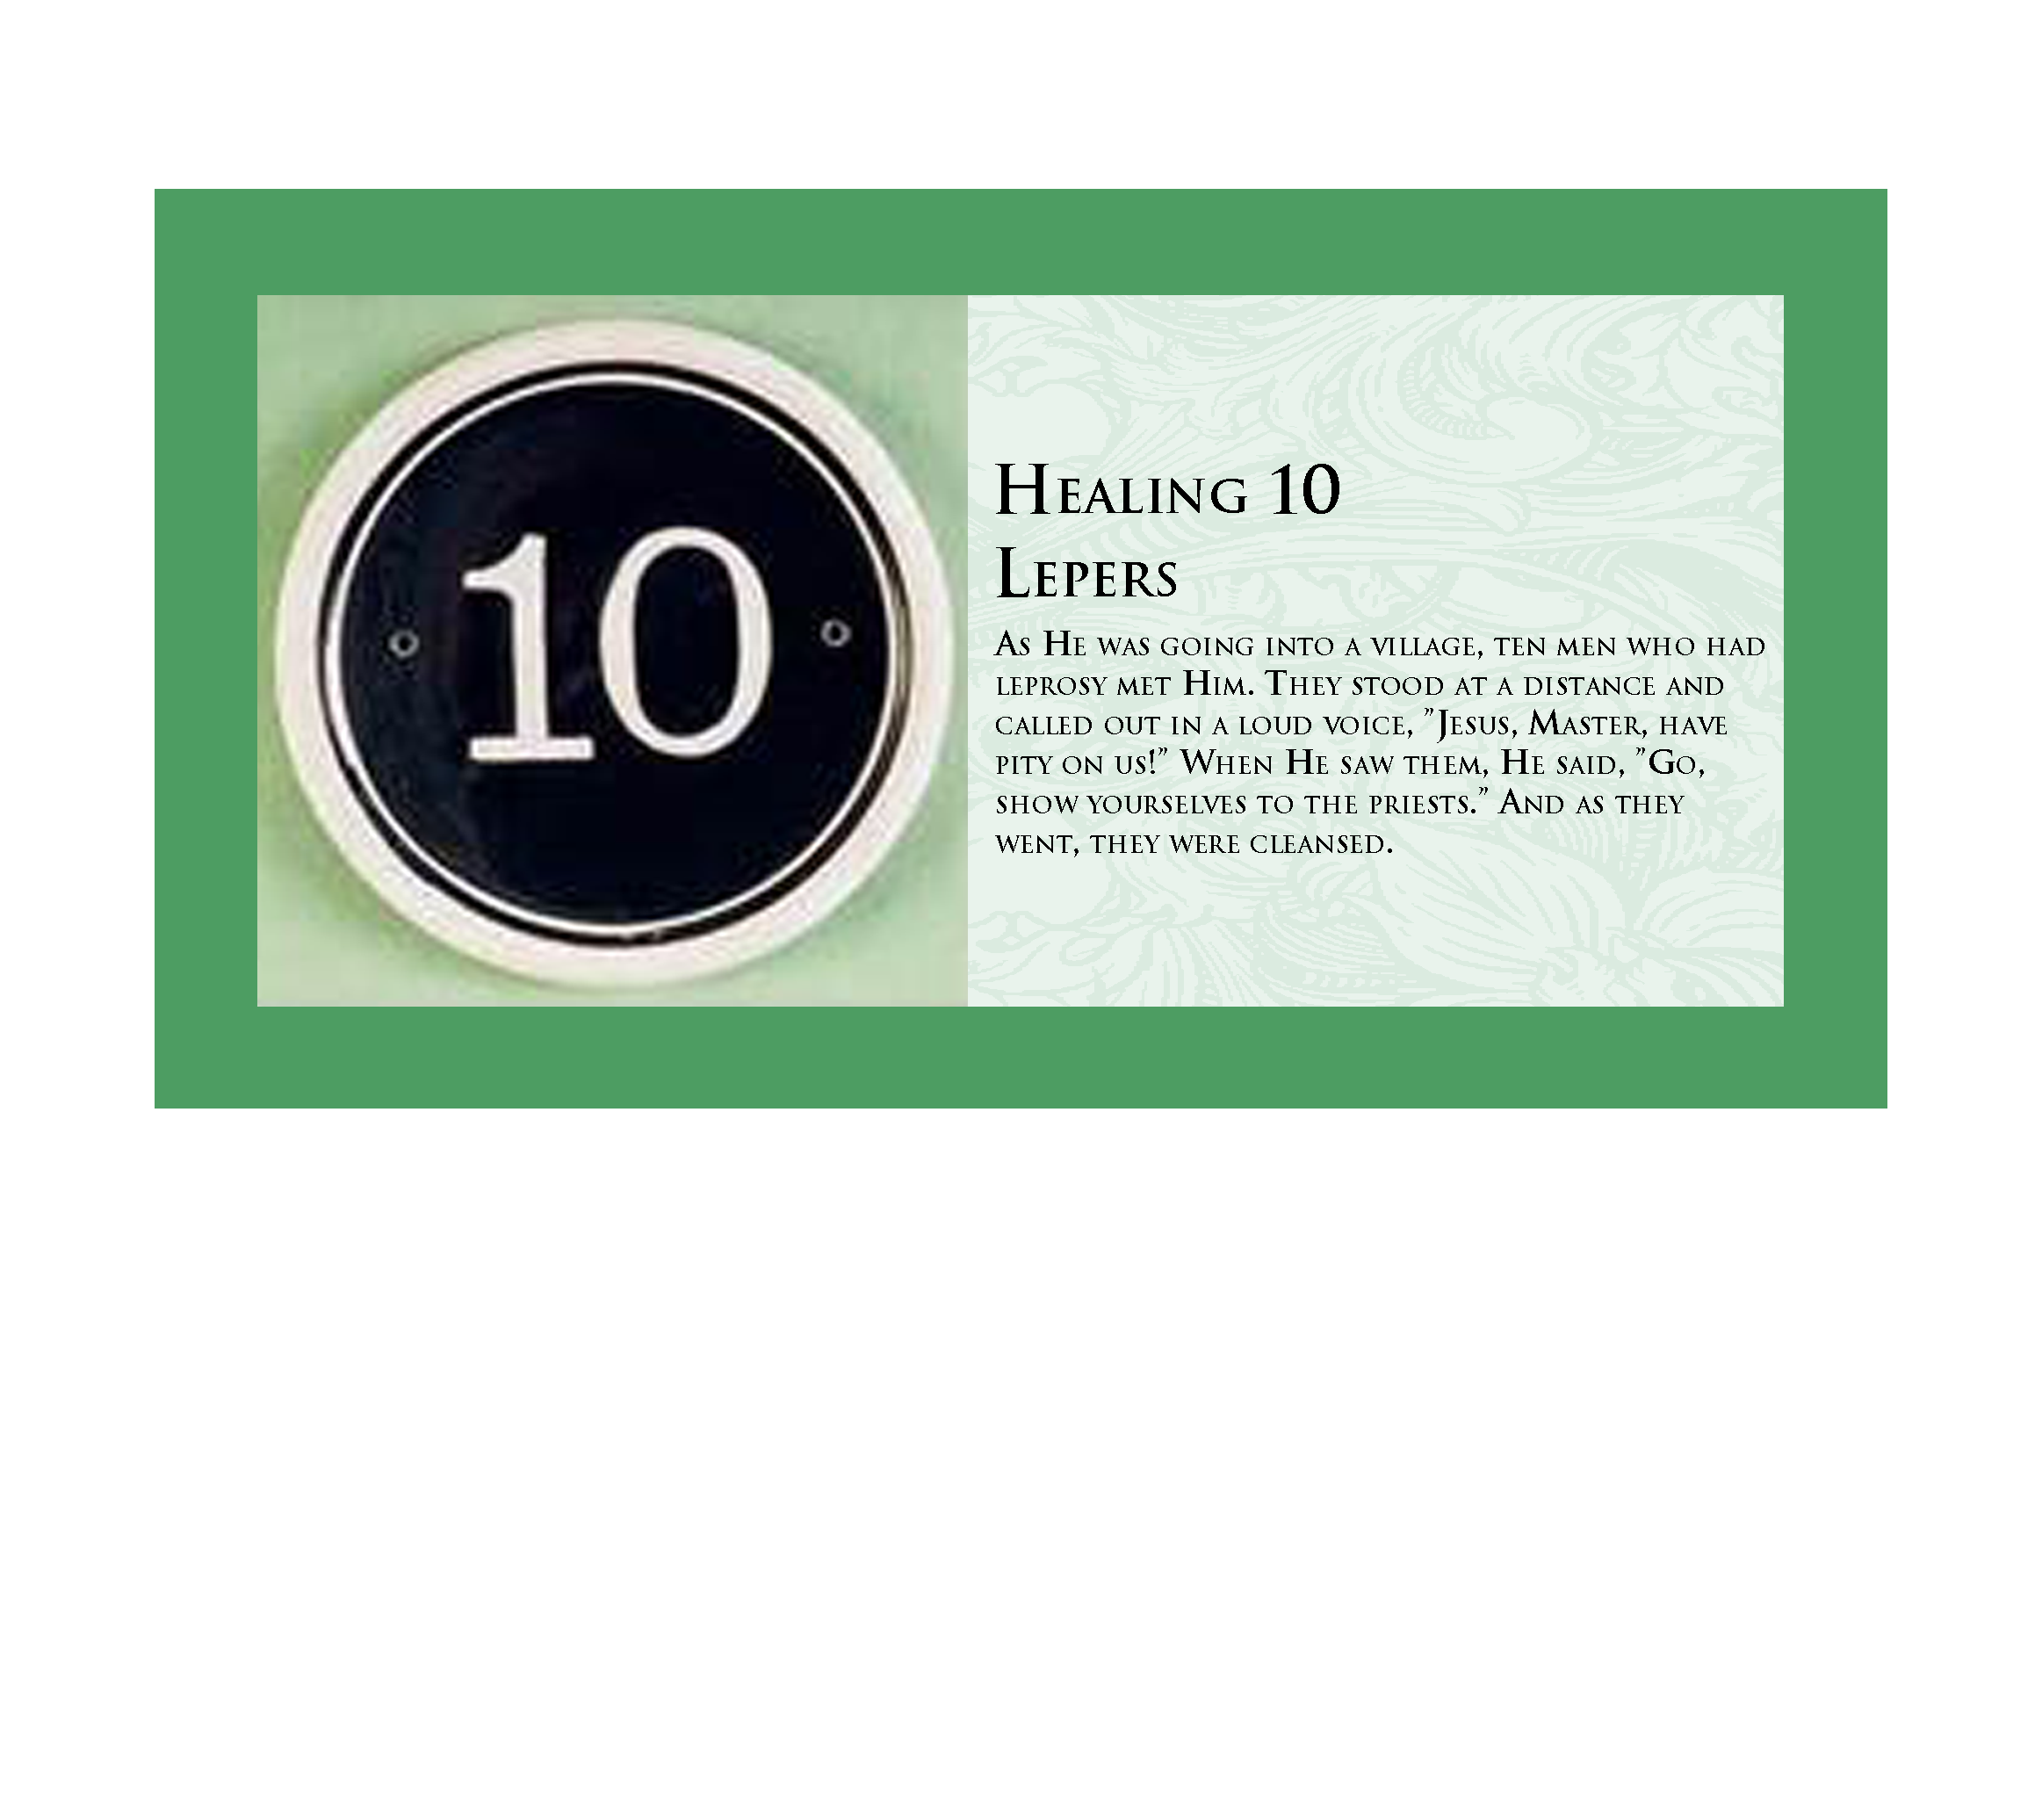 10
Healing 10
Lepers
As He was going into a village, ten men who had
leprosy met Him. They stood at a distance and
called out in a loud voice, ”Jesus, Master, have
pity on us!” When He saw them, He said, ”Go,
show yourselves to the priests.” And as they
went, they were cleansed.